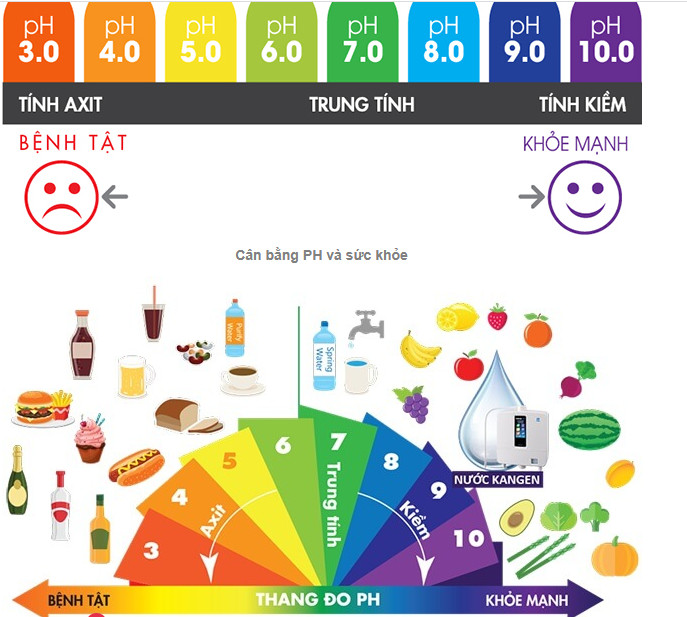 pH 3.0
pH 4.0
pH 5.0
pH 6.0
pH 7.0
pH 8.0
pH 9.0
pH 10.0
TÍNH AXIT TRUNG TÍNH TÍNH KIỀM
BỆNH TẬT KHỎE MẠNH
Cân bằng PH và sức khỏe
Purify Water
Spring Water
NƯỚC KANGEN
3
4
5
6
7
8
9
10
Axit
Trung tính
Kiềm
BỆNH TẬT THANG ĐO PH KHỎE MẠNH